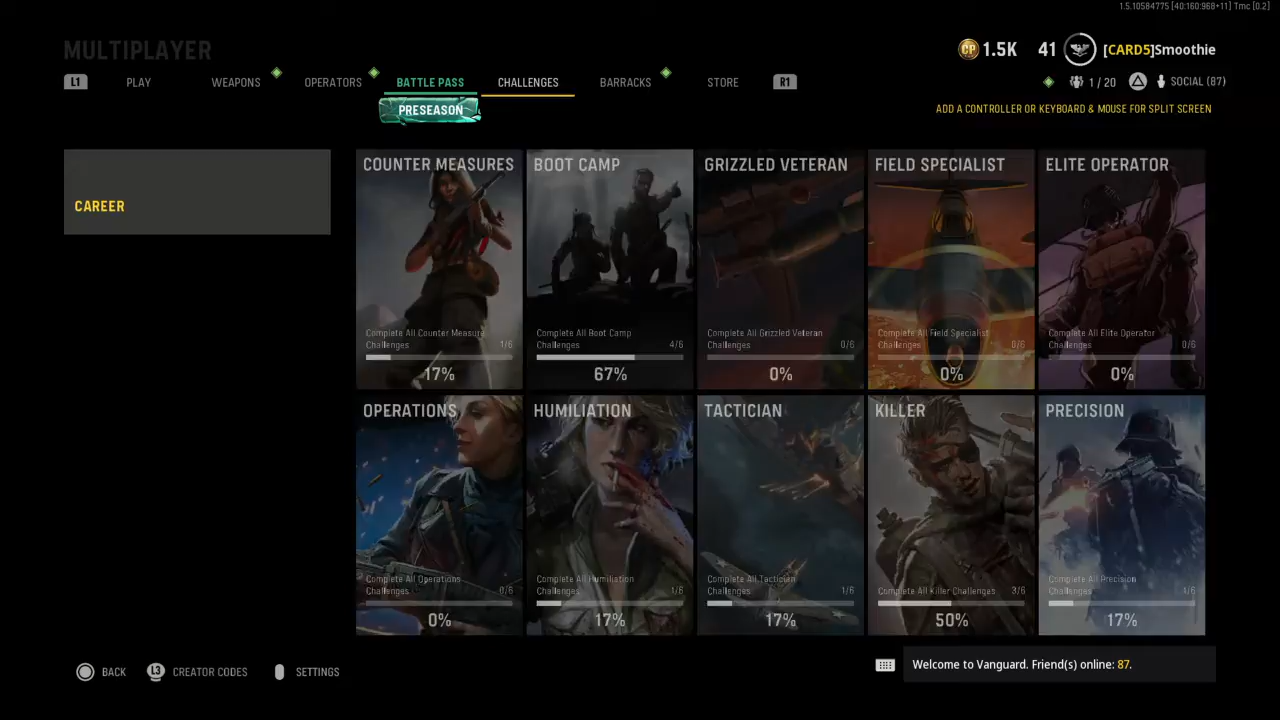 1.5.10584775 [40:160:968+11] Tmc [0.2]
MULTIPLAYER
CP 1.5K 41 [CARD5]Smoothie
L1 PLAY WEAPONS OPERATORS BATTLE PASS CHALLENGES BARRACKS STORE R1
1 / 20 SOCIAL (87)
PRESEASON
ADD A CONTROLLER OR KEYBOARD & MOUSE FOR SPLIT SCREEN
CAREER
COUNTER MEASURES
Complete All Counter Measure
Challenges 1/6
17%
BOOT CAMP
Complete All Boot Camp
Challenges 4/6
67%
GRIZZLED VETERAN
Complete All Grizzled Veteran
Challenges 0/6
0%
FIELD SPECIALIST
Complete All Field Specialist
Challenges 0/6
0%
ELITE OPERATOR
Complete All Elite Operator
Challenges 0/6
0%
OPERATIONS
Complete All Operations
Challenges 0/6
0%
HUMILIATION
Complete All Humiliation
Challenges 1/6
17%
TACTICIAN
Complete All Tactician
Challenges 1/6
17%
KILLER
Complete All Killer Challenges 3/6
50%
PRECISION
Complete All Precision
Challenges 1/6
17%
BACK L3 CREATOR CODES SETTINGS
Welcome to Vanguard. Friend(s) online: 87.